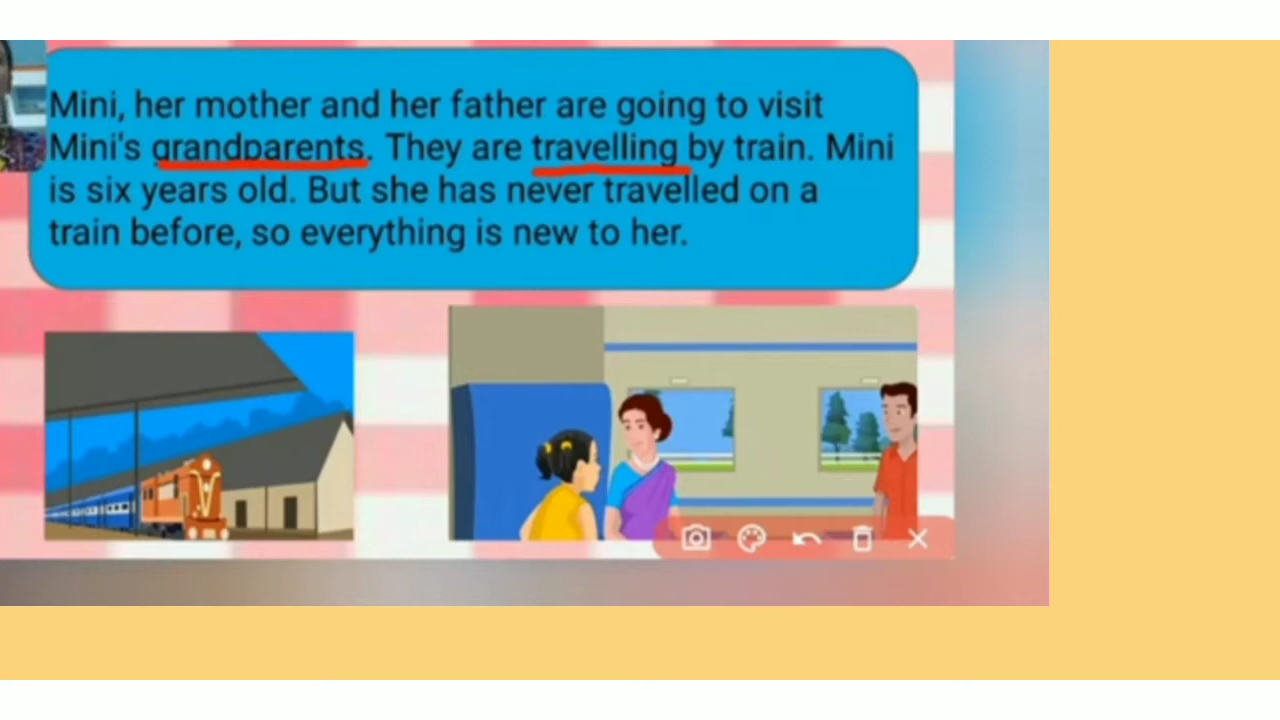 Mini, her mother and her father are going to visit
Mini's grandparents. They are travelling by train. Mini
is six years old. But she has never travelled on a
train before, so everything is new to her.